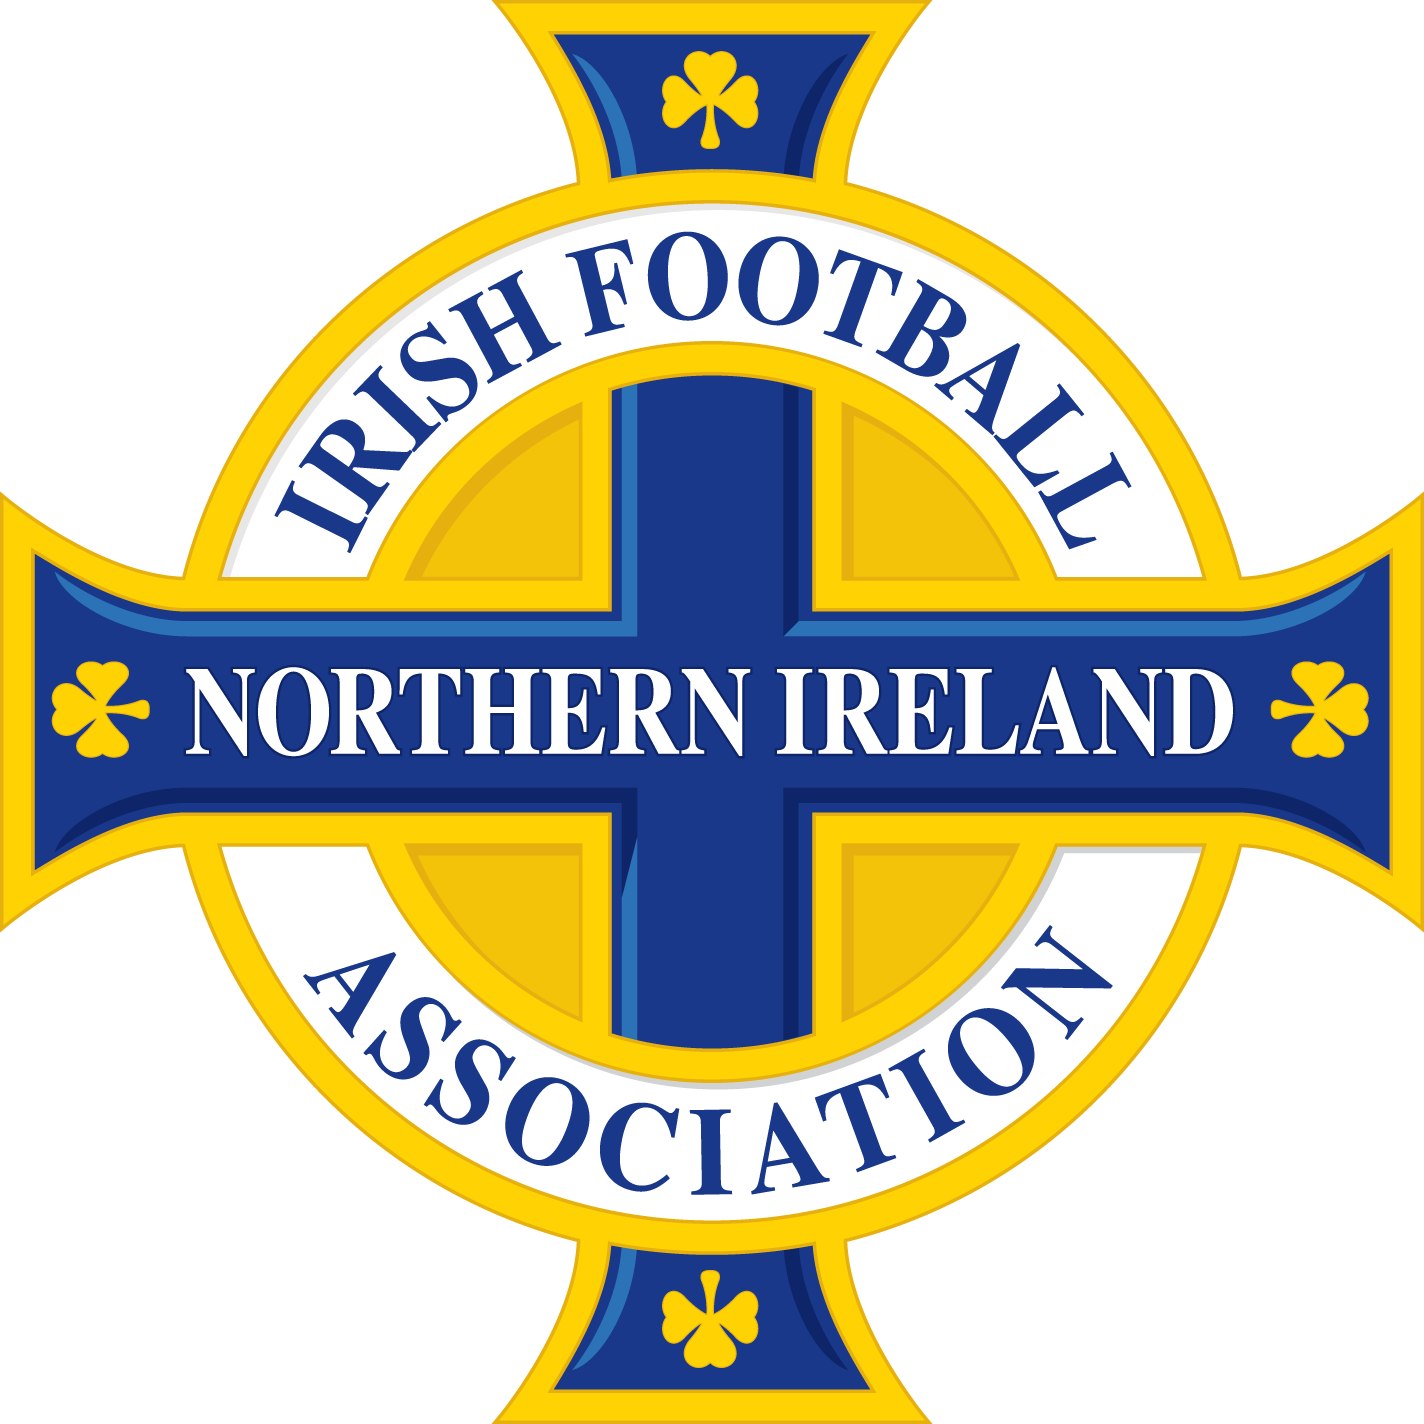 IRISH FOOTBALL
NORTHERN IRELAND
ASSOCIATION